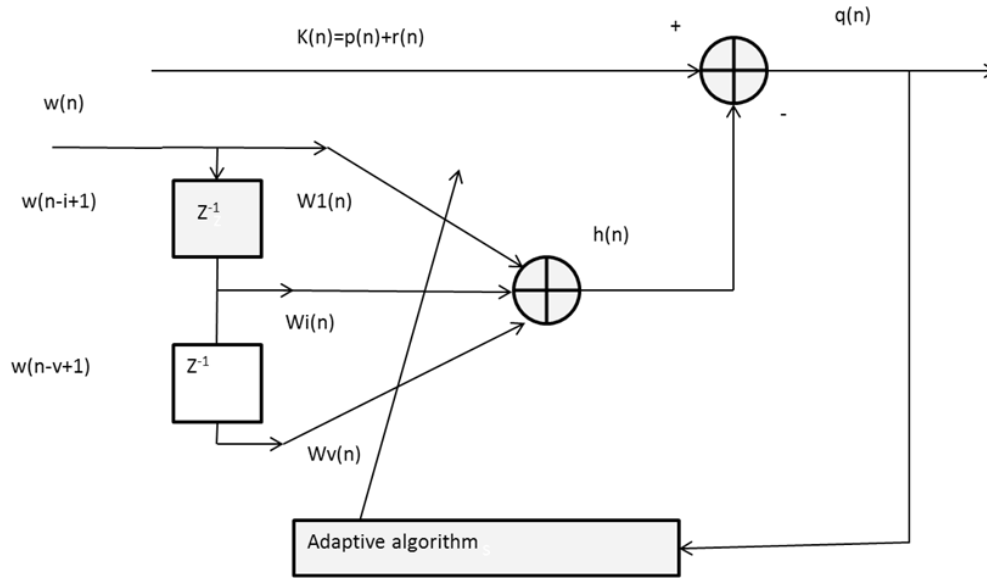 q(n)
K(n)=p(n)+r(n)
+
w(n)
-
w(n-i+1)
Z-1
W1(n)
h(n)
Wi(n)
w(n-v+1)
Z-1
Wv(n)
Adaptive algorithm s